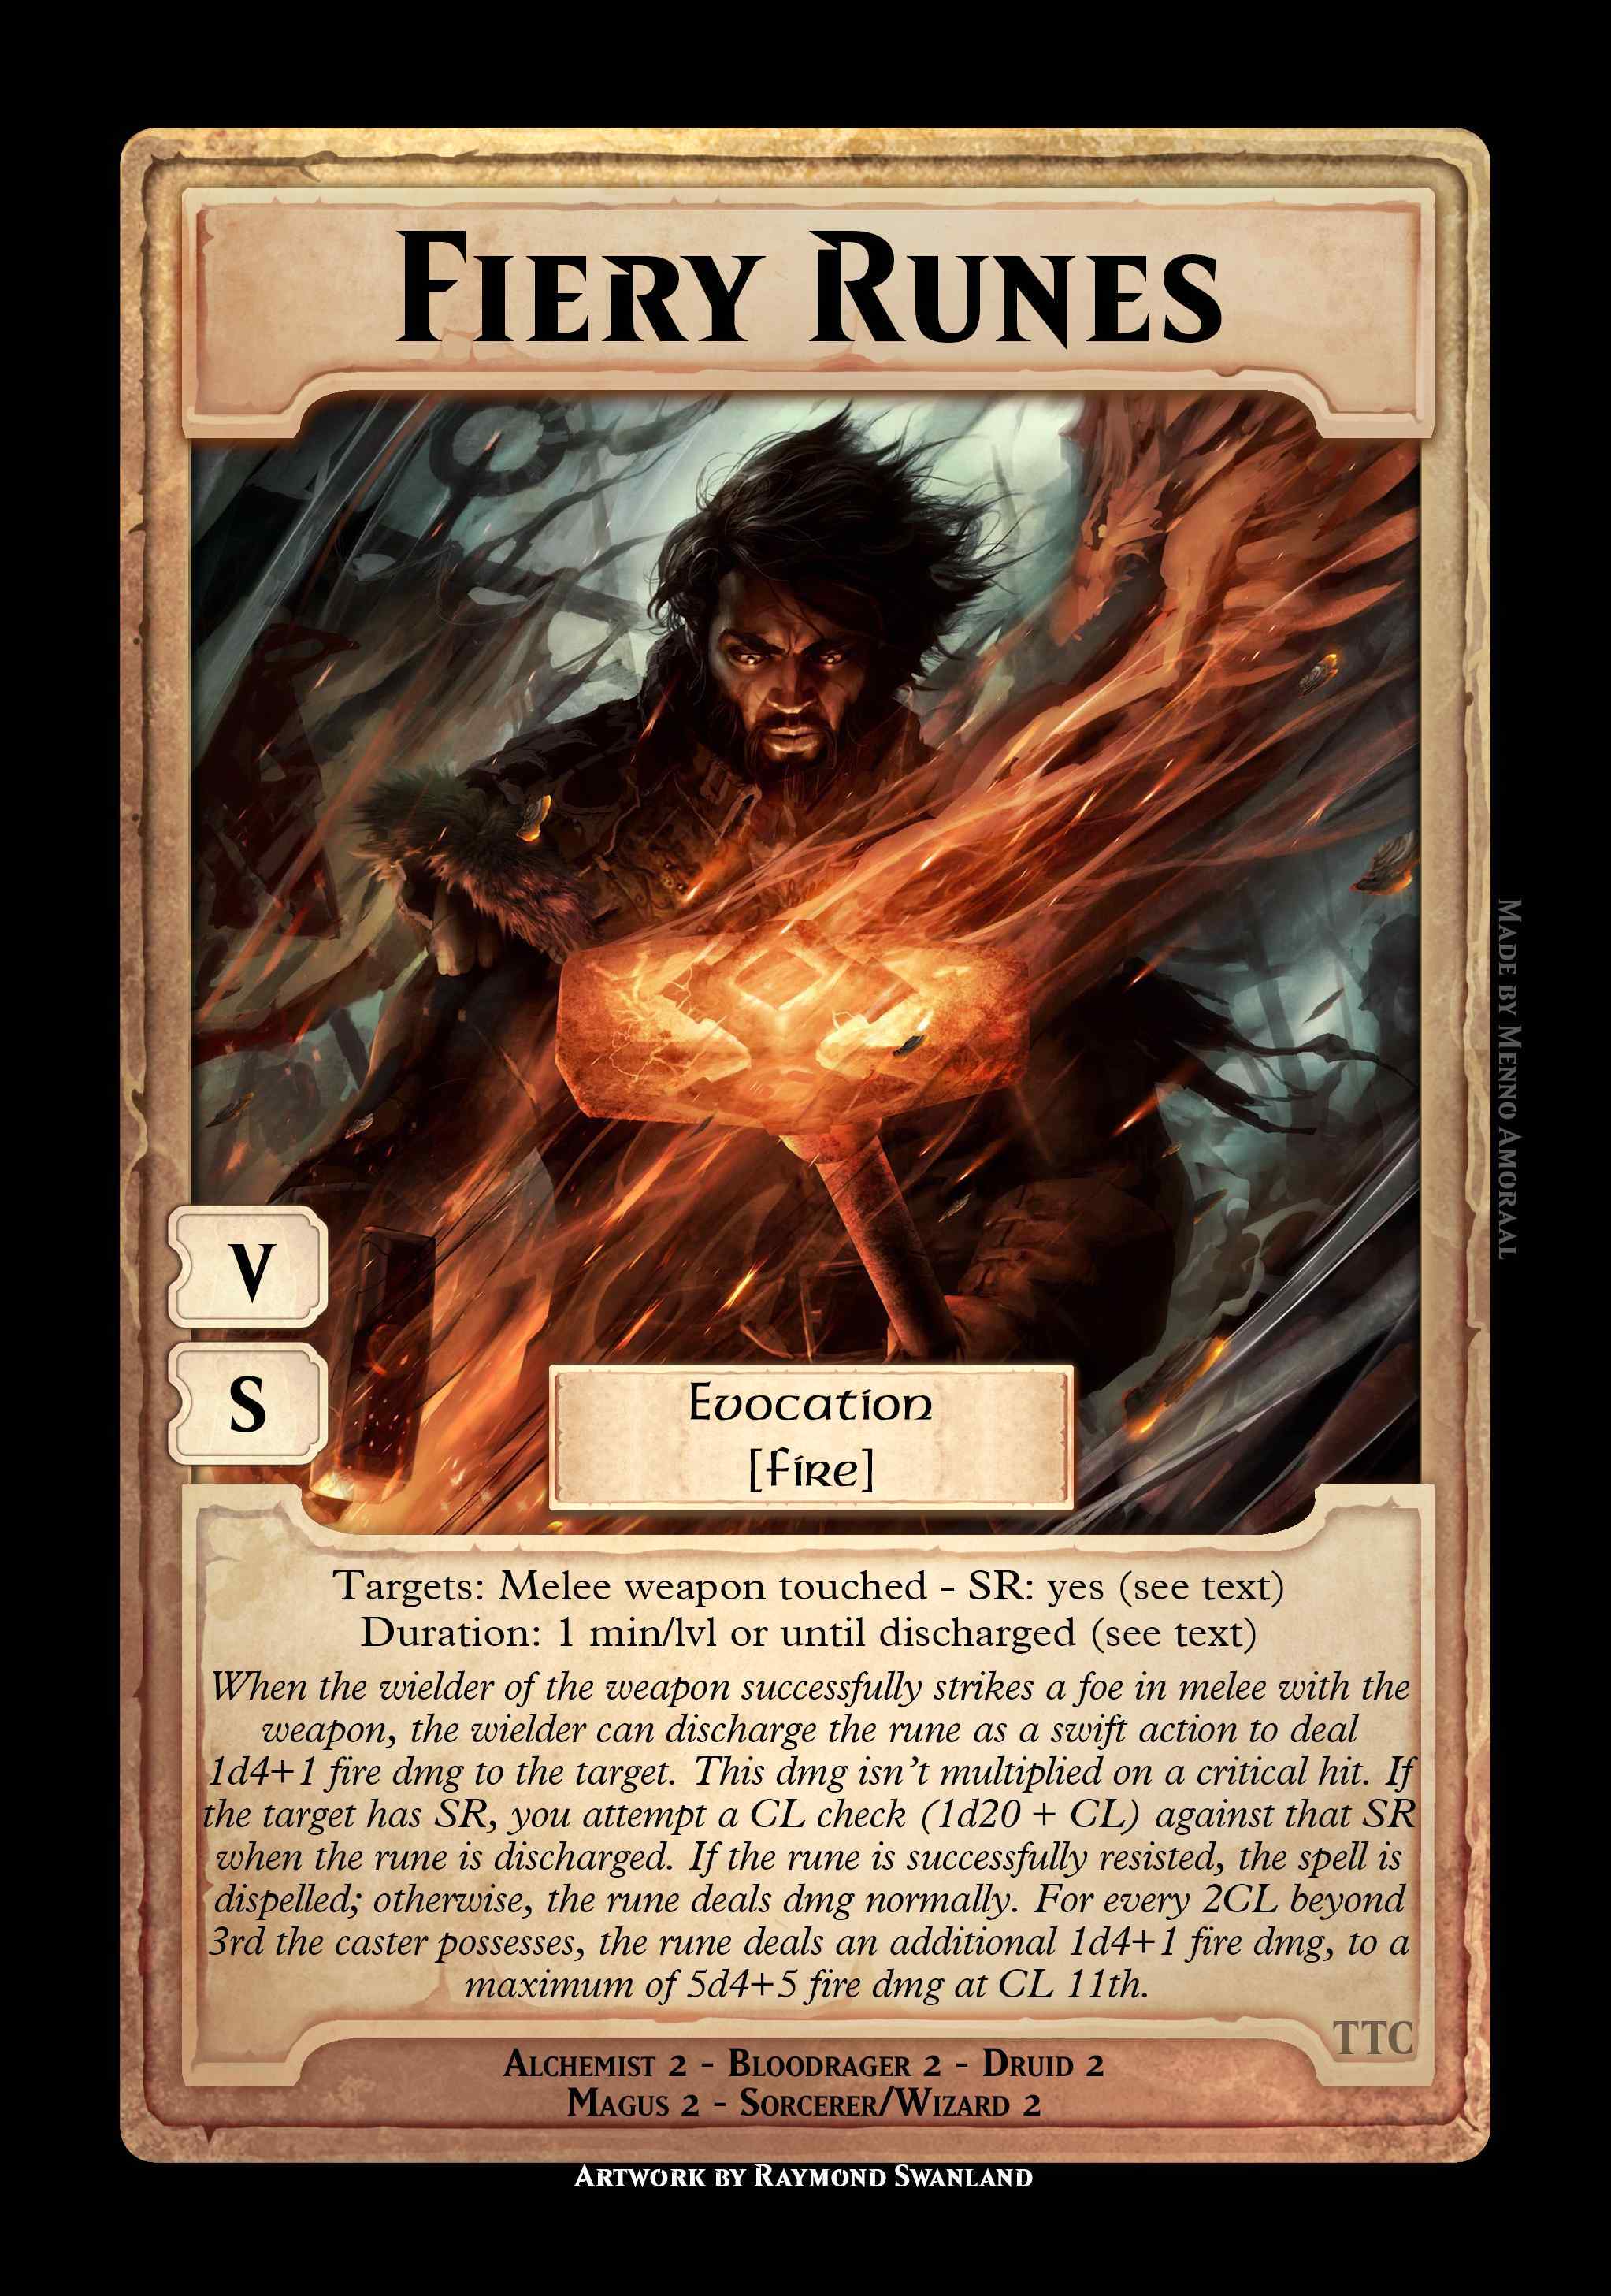 Fiery Runes
Made by Menno Amoraal
V
S
Evocation
[Fire]
Targets: Melee weapon touched - SR: yes (see text)
Duration: 1 min/lvl or until discharged (see text)
When the wielder of the weapon successfully strikes a foe in melee with the
weapon, the wielder can discharge the rune as a swift action to deal
1d4+1 fire dmg to the target. This dmg isn't multiplied on a critical hit. If
the target has SR, you attempt a CL check (1d20 + CL) against that SR
when the rune is discharged. If the rune is successfully resisted, the spell is
dispelled; otherwise, the rune deals dmg normally. For every 2CL beyond
3rd the caster possesses, the rune deals an additional 1d4+1 fire dmg, to a
maximum of 5d4+5 fire dmg at CL 11th.
TTC
Alchemist 2 - Bloodrager 2 - Druid 2
Magus 2 - Sorcerer/Wizard 2
Artwork by Raymond Swanland